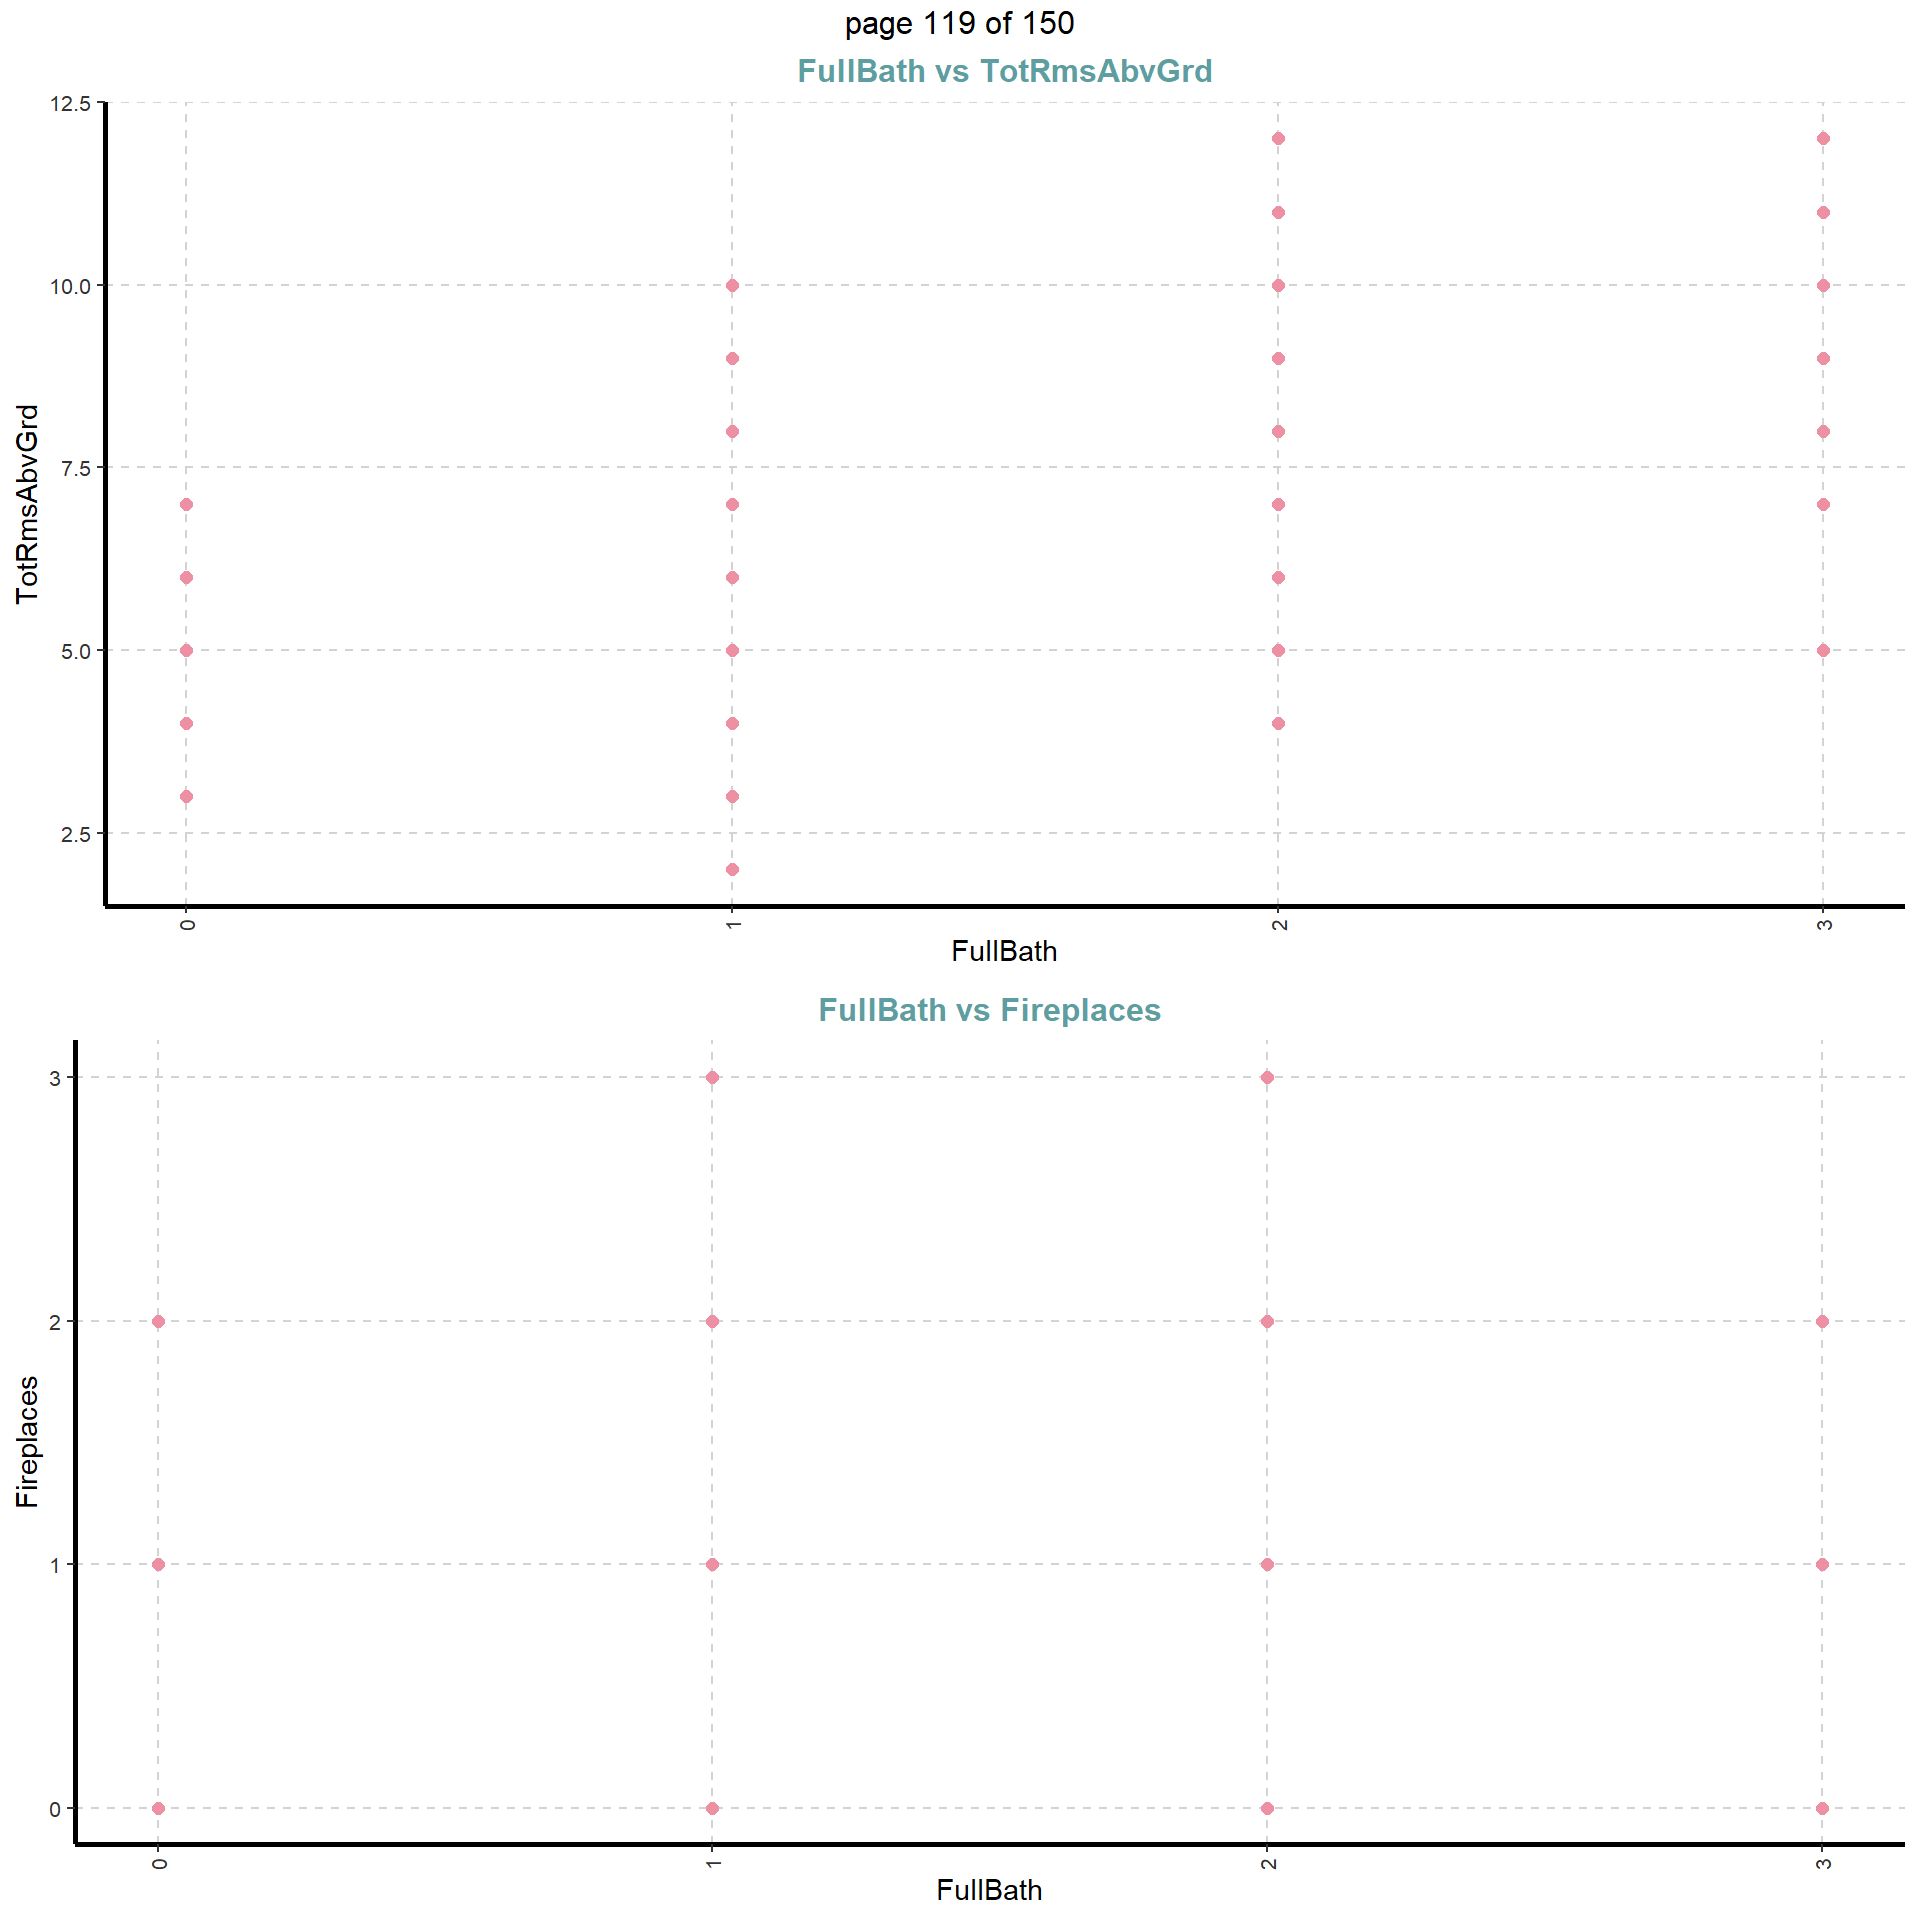 page 119 of 150
FullBath vs TotRmsAbvGrd
12.5
10.0
7.5
5.0
2.5
TotRmsAbvGrd
0 1 2 3
FullBath
FullBath vs Fireplaces
3
2
1
0
Fireplaces
0 1 2 3
FullBath